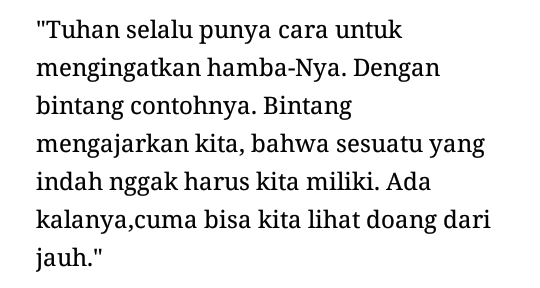 "Tuhan selalu punya cara untuk
mengingatkan hamba-Nya. Dengan
bintang contohnya. Bintang
mengajarkan kita, bahwa sesuatu yang
indah nggak harus kita miliki. Ada
kalanya,cuma bisa kita lihat doang dari
jauh."